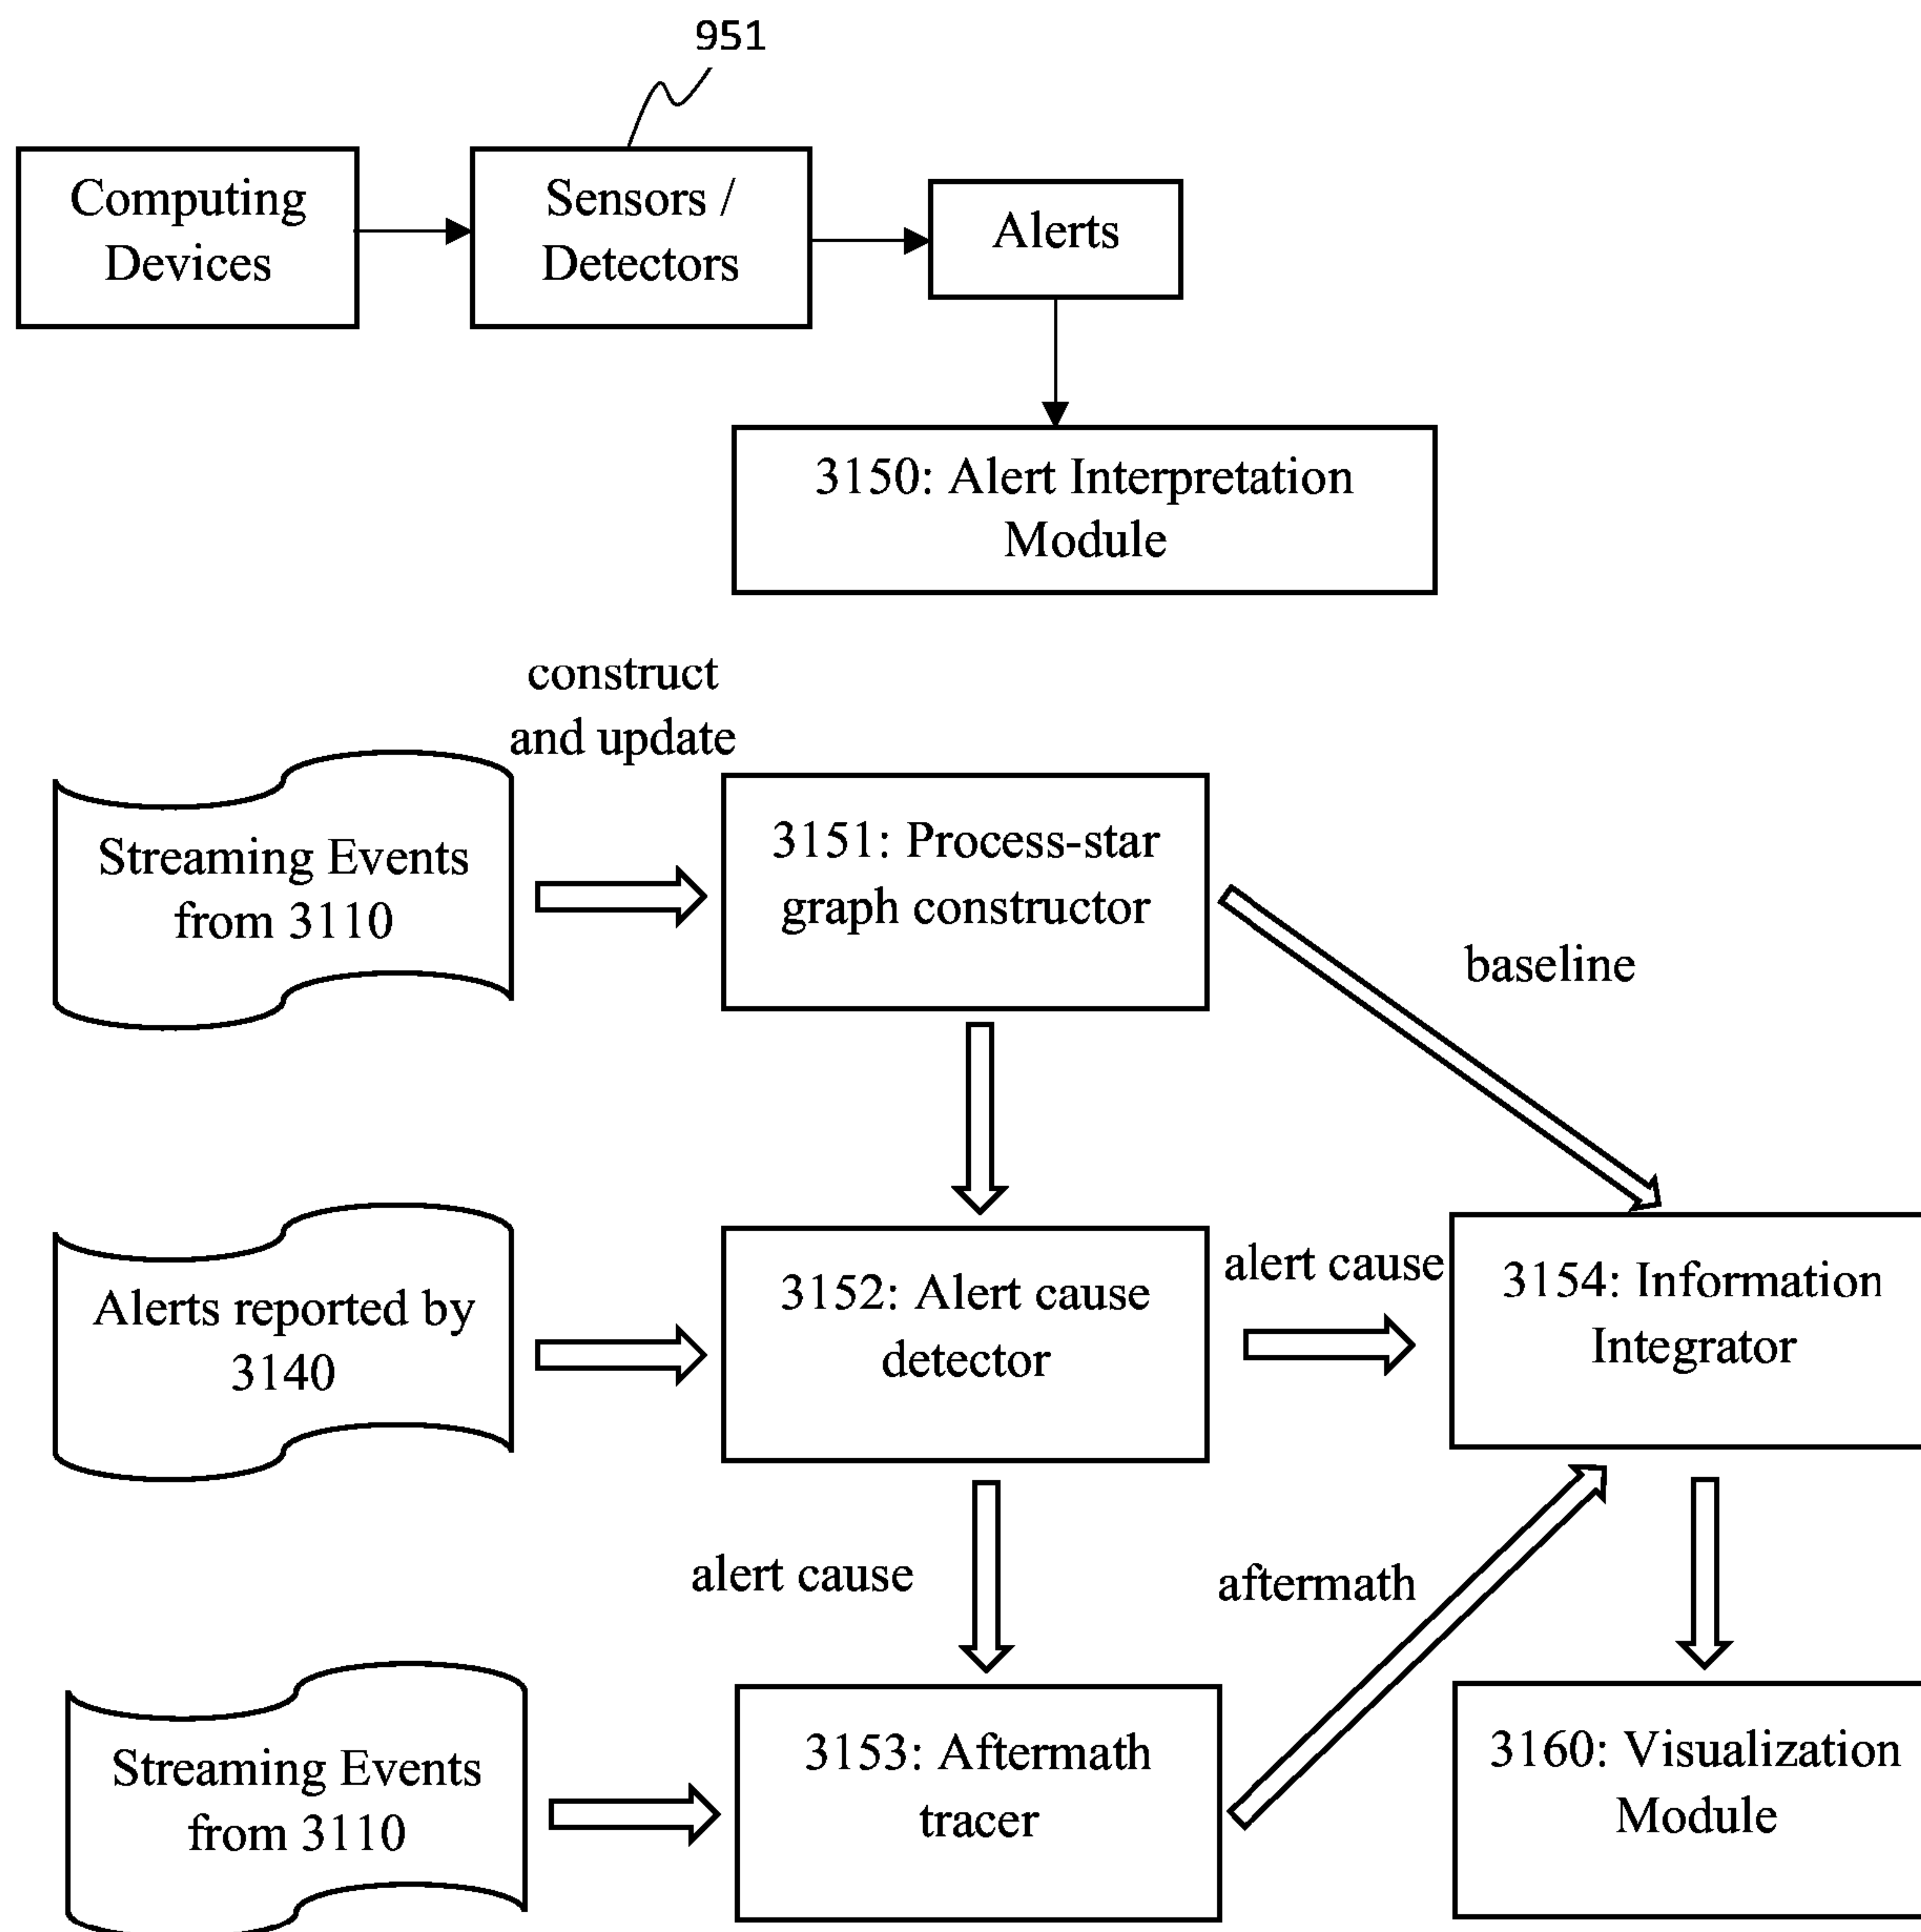 951
Computing
Devices
Sensors /
Detectors
Alerts
3150: Alert Interpretation
Module
construct
and update
Streaming Events
from 3110
3151: Process-star
graph constructor
baseline
Alerts reported by
3140
3152: Alert cause
detector
alert cause
3154: Information
Integrator
alert cause
aftermath
Streaming Events
from 3110
3153: Aftermath
tracer
3160: Visualization
Module